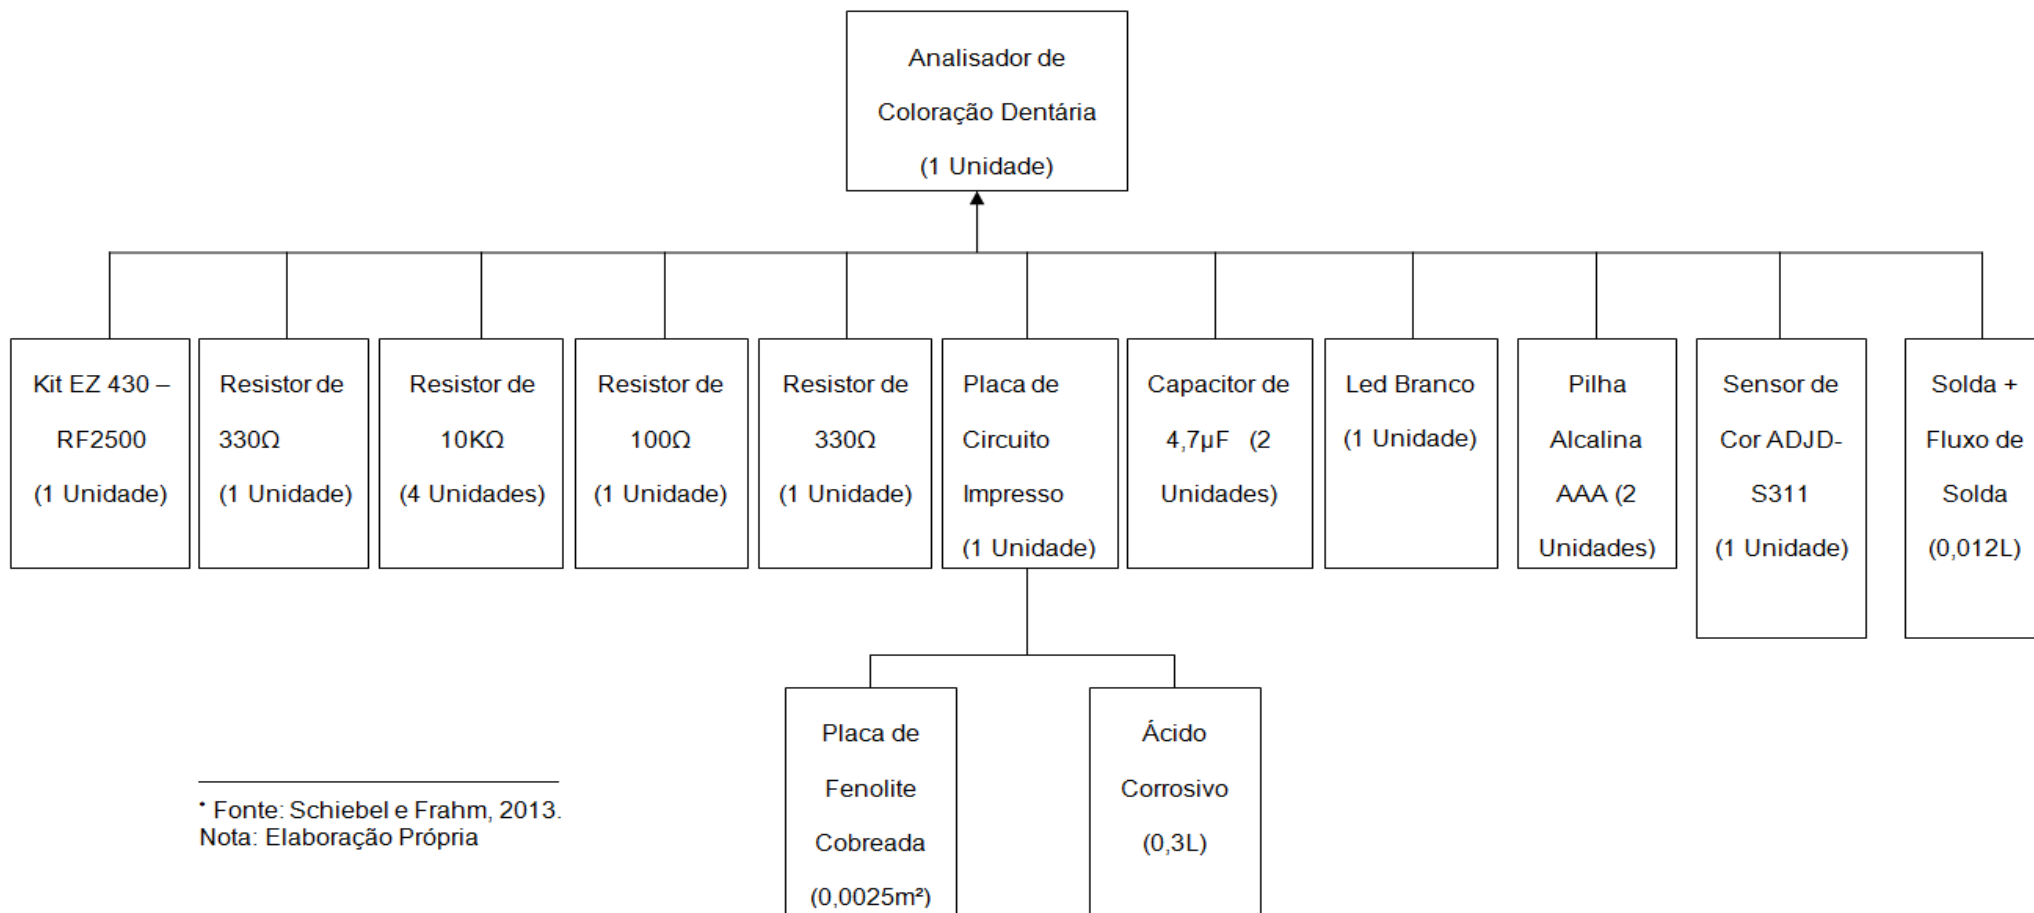 Analisador de
Coloração Dentária
(1 Unidade)
Kit EZ 430 –
RF2500
(1 Unidade)
Resistor de
330Ω
(1 Unidade)
Resistor de
10KΩ
(4 Unidades)
Resistor de
100Ω
(1 Unidade)
Resistor de
330Ω
(1 Unidade)
Placa de
Circuito
Impresso
(1 Unidade)
Capacitor de
4,7µF (2
Unidades)
Led Branco
(1 Unidade)
Pilha
Alcalina
AAA (2
Unidades)
Sensor de
Cor ADJD-
S311
(1 Unidade)
Solda +
Fluxo de
Solda
(0,012L)
Placa de
Fenolite
Cobreada
(0,0025m²)
Ácido
Corrosivo
(0,3L)
* Fonte: Schiebel e Frahm, 2013.
Nota: Elaboração Própria